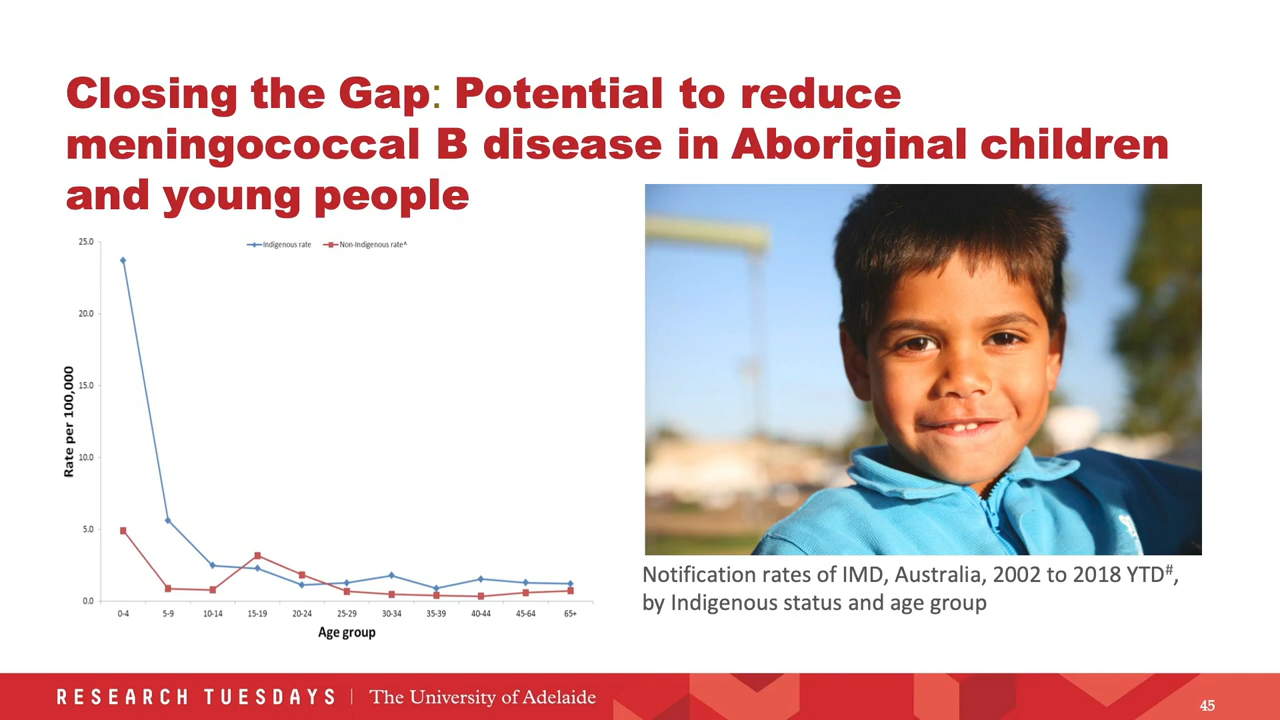 Closing the Gap: Potential to reduce
meningococcal B disease in Aboriginal children
and young people
25.0
20.0
15.0
10.0
5.0
0.0
Rate per 100,000
Indigenous rate
Non-Indigenous rate^
0-4
5-9
10-14
15-19
20-24
25-29
30-34
35-39
40-44
45-64
65+
Age group
Notification rates of IMD, Australia, 2002 to 2018 YTD#,
by Indigenous status and age group
RESEARCH TUESDAYS | The University of Adelaide
45